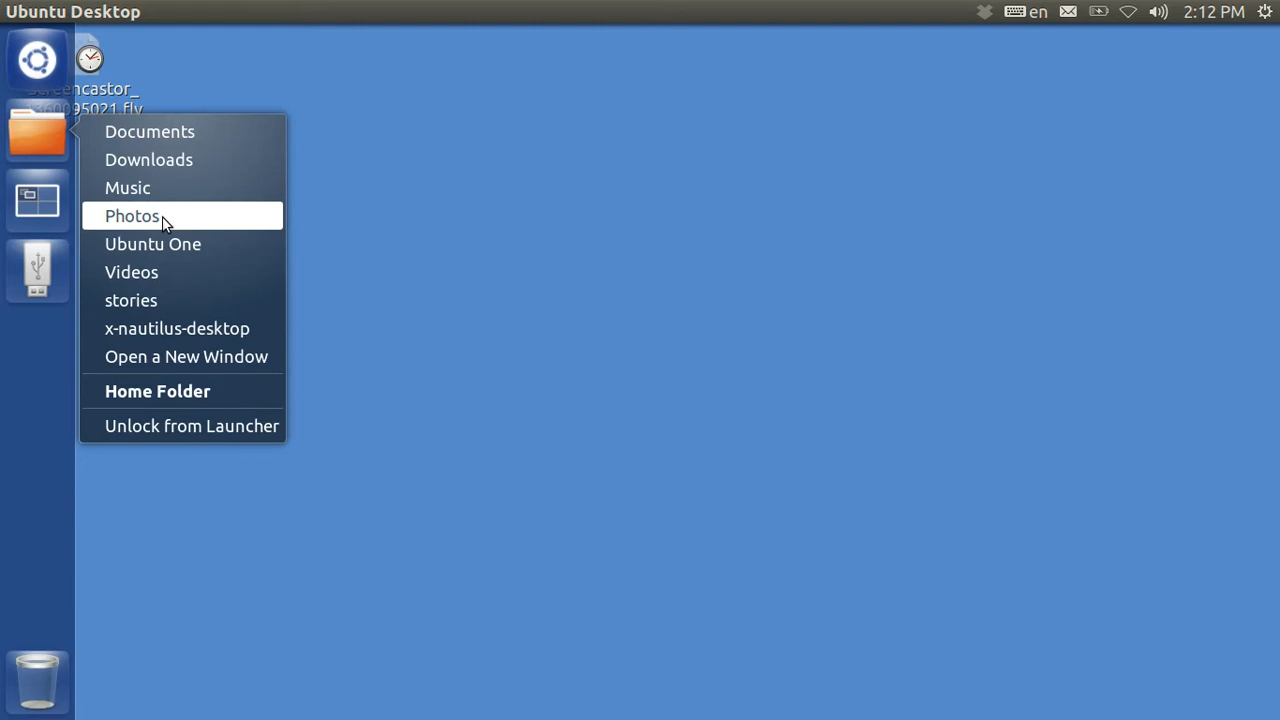 Ubuntu Desktop
en
2:12 PM
Documents
Downloads
Music
Photos
Ubuntu One
Videos
stories
x-nautilus-desktop
Open a New Window
Home Folder
Unlock from Launcher